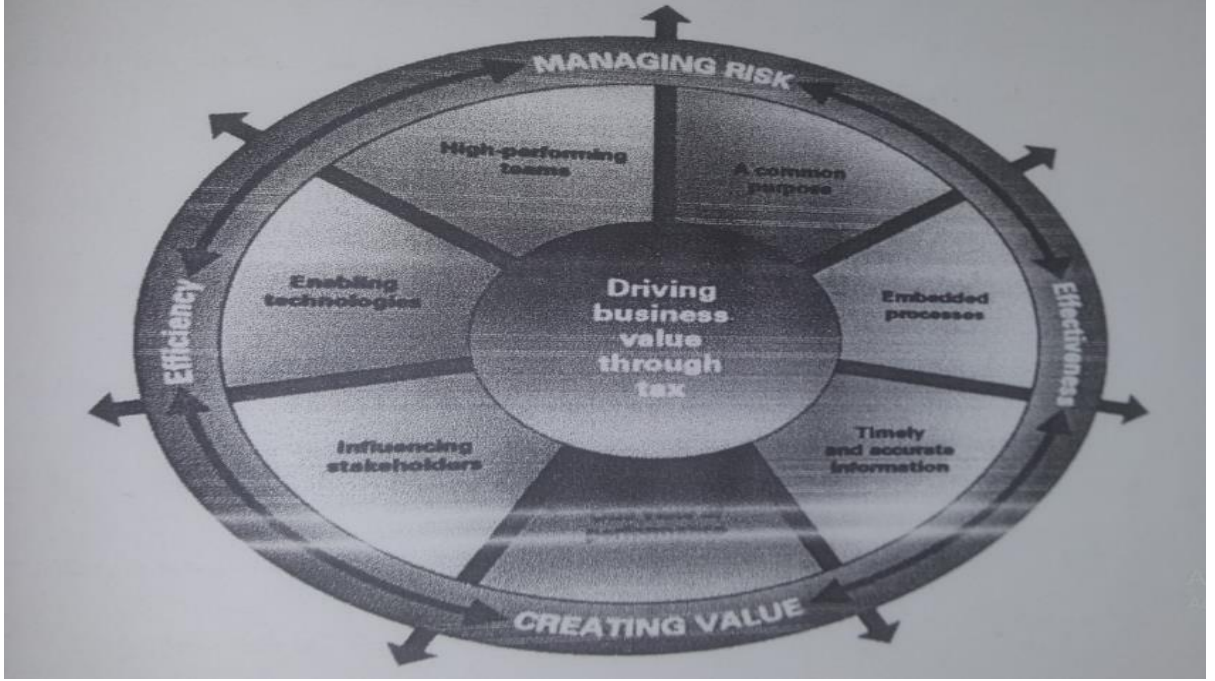 MANAGING RISK
High-performing
teams
A common
purpose
Enabling
technologies
Driving
business
value
through
tax
Embedded
processes
Efficiency
Effectiveness
Influencing
stakeholders
Timely
and accurate
information
CREATING VALUE